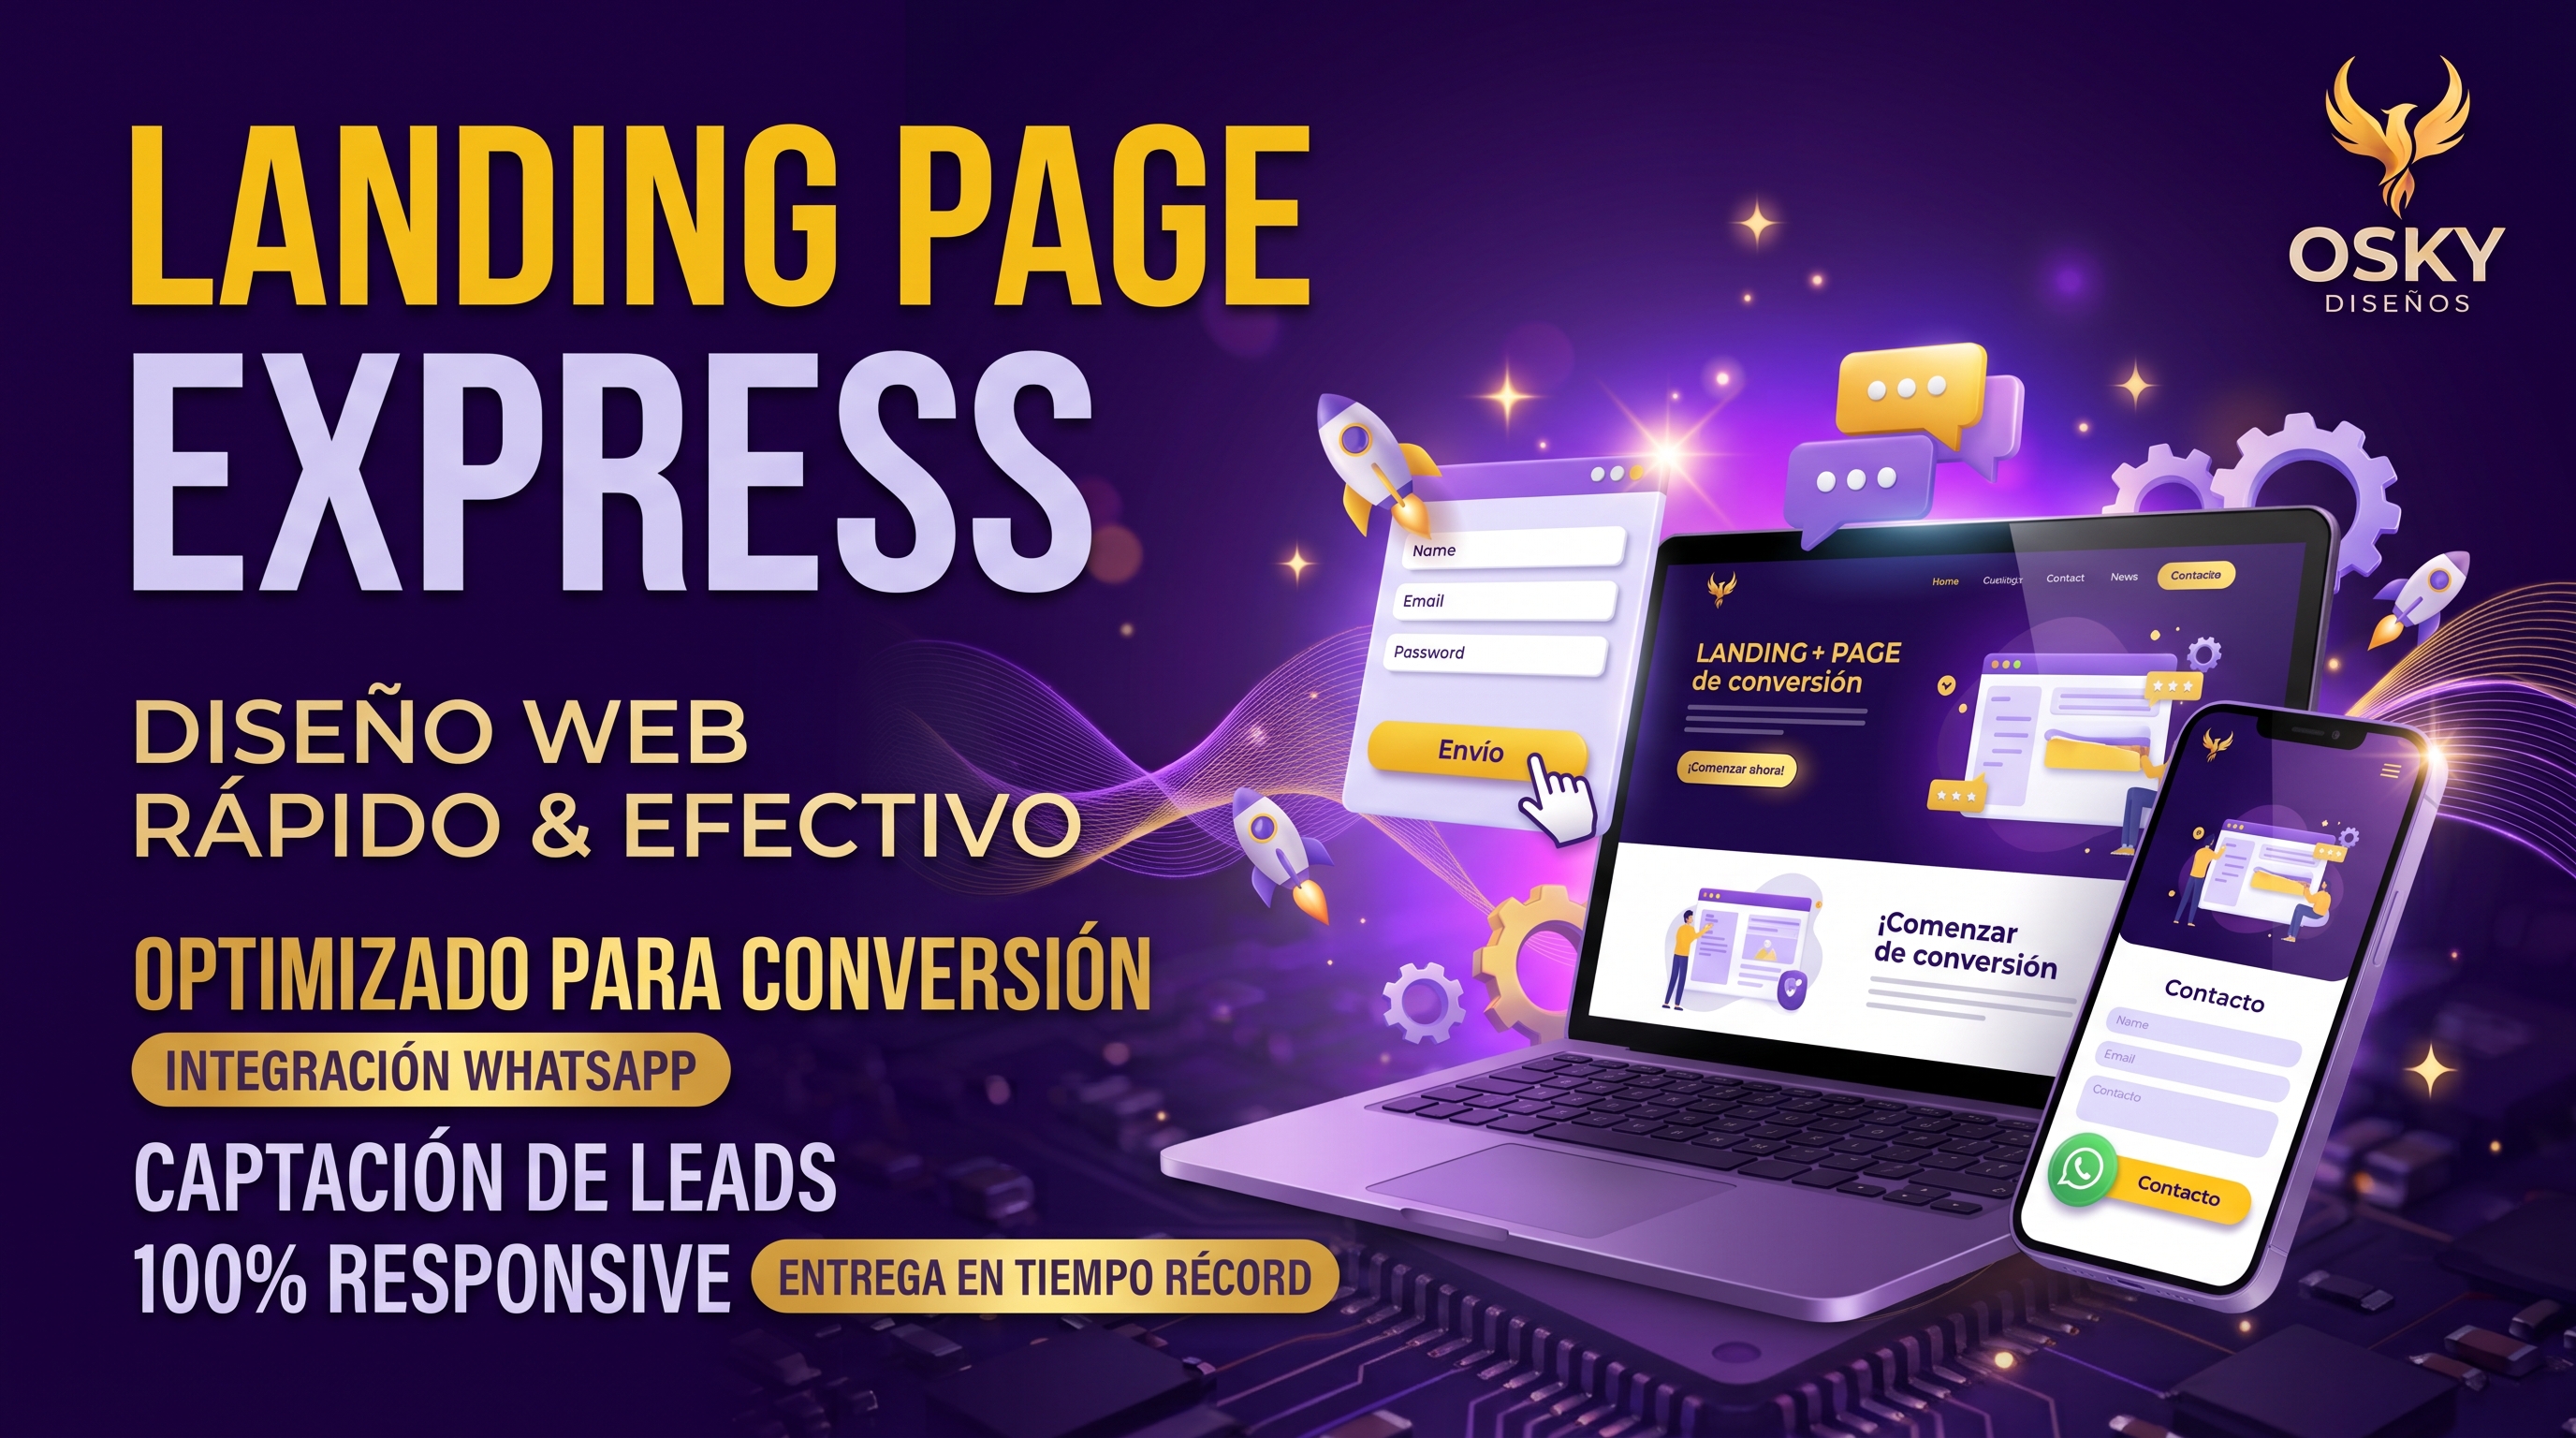 LANDING PAGE
EXPRESS
DISEÑO WEB
RÁPIDO & EFECTIVO
OPTIMIZADO PARA CONVERSIÓN
INTEGRACIÓN WHATSAPP
CAPTACIÓN DE LEADS
100% RESPONSIVE
ENTREGA EN TIEMPO RÉCORD
OSKY
DISEÑOS
Name
Email
Password
Envío
Home
Contact
News
Contacite
LANDING + PAGE
de conversión
¡Comenzar ahora!
¡Comenzar
de conversión
Contacto
Name
Email
Contacto
Contacto